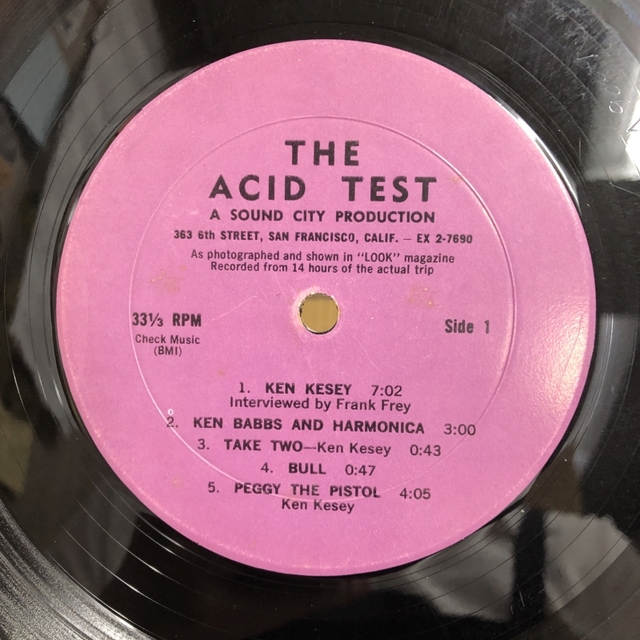 THE
ACID TEST
A SOUND CITY PRODUCTION
363 6th STREET, SAN FRANCISCO, CALIF. — EX 2-7690
As photographed and shown in "LOOK" magazine
Recorded from 14 hours of the actual trip
33⅓ RPM
Side 1
Check Music
(BMI)
1. KEN KESEY 7:02
Interviewed by Frank Frey
2. KEN BABBS AND HARMONICA 3:00
3. TAKE TWO—Ken Kesey 0:43
4. BULL 0:47
5. PEGGY THE PISTOL 4:05
Ken Kesey